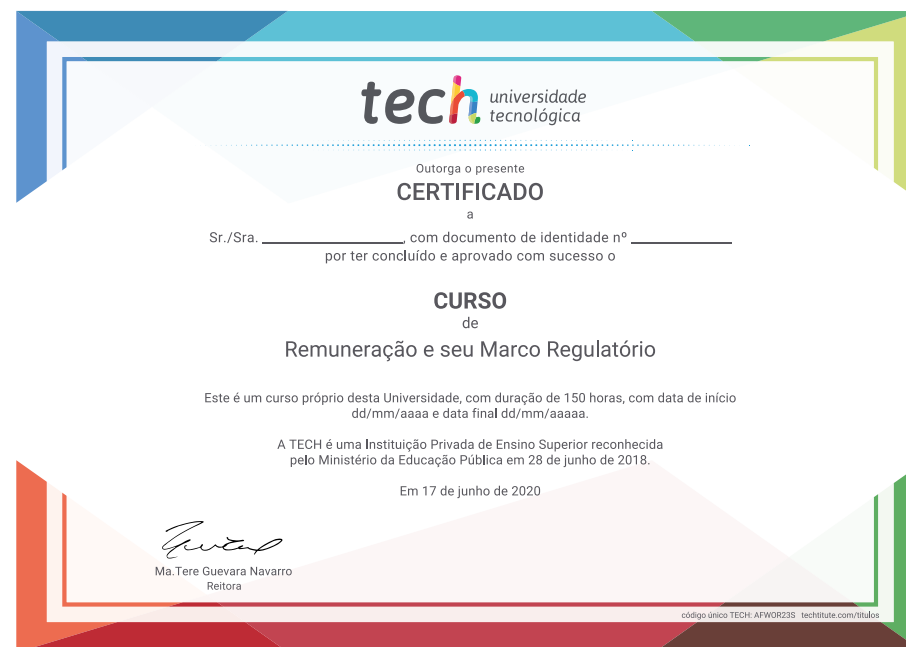 tech universidade
tecnológica
Outorga o presente
CERTIFICADO
a
Sr./Sra. ____________________, com documento de identidade nº ______________
por ter concluído e aprovado com sucesso o
CURSO
de
Remuneração e seu Marco Regulatório
Este é um curso próprio desta Universidade, com duração de 150 horas, com data de início
dd/mm/aaaa e data final dd/mm/aaaaa.
A TECH é uma Instituição Privada de Ensino Superior reconhecida
pelo Ministério da Educação Pública em 28 de junho de 2018.
Em 17 de junho de 2020
Ma.Tere Guevara Navarro
Reitora
código único TECH: AFWOR23S techtitute.com/titulos